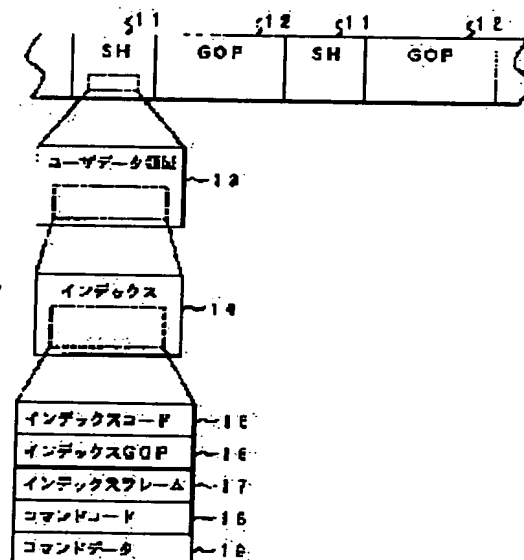 11 12 11 12
SH GOP SH GOP
ユーザデータ領域
13
インデックス
14
インデックスコード 15
インデックスGOP 16
インデックスフレーム 17
コマンドコード
コマンドデータ